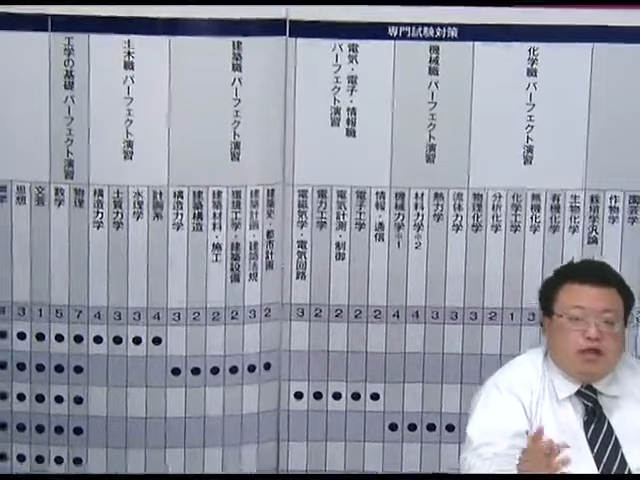 専門試験対策
工学の基礎 パーフェクト演習
土木職 パーフェクト演習
建築職 パーフェクト演習
電気・電子・情報職 パーフェクト演習
機械職 パーフェクト演習
化学職 パーフェクト演習
思想
文芸
数学
物理
構造力学
土質力学
水理学
計画系
構造力学
建築構造
建築材料・施工
環境工学・建築設備
建築計画・建築法規
建築史・都市計画
電磁気学・電気回路
電力工学
電気計測・制御
電子工学
情報・通信
機械力学※1
材料力学※2
熱力学
流体力学
物理化学
分析化学
化学工学
無機化学
有機化学
生物化学
栽培学汎論
作物学
園芸学
3 1 5 7 4 3 3 4 3 2 2 2 3 2 3 2 2 2 2 4 4 3 3 3 2 1 3